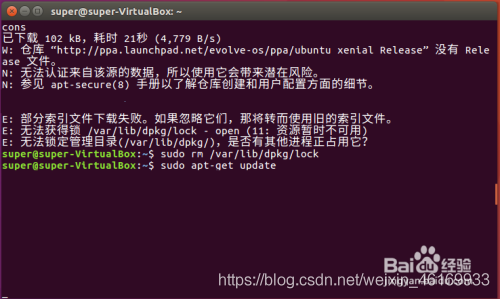 super@super-VirtualBox: ~
cons
已下载 102 kB，耗时 21秒 (4,779 B/s)
W: 仓库 “http://ppa.launchpad.net/evolve-os/ppa/ubuntu xenial Release” 没有 Rele
ase 文件。
N: 无法认证来自该源的数据，所以使用它会带来潜在风险。
N: 参见 apt-secure(8) 手册以了解仓库创建和用户配置方面的细节。
E: 部分索引文件下载失败。如果忽略它们，那将转而使用旧的索引文件。
E: 无法获得锁 /var/lib/dpkg/lock - open (11: 资源暂时不可用)
E: 无法锁定管理目录(/var/lib/dpkg/)，是否有其他进程正占用它？
super@super-VirtualBox:~$ sudo rm /var/lib/dpkg/lock
super@super-VirtualBox:~$ sudo apt-get update
Baidu 经验
jingyan.baidu.com
https://blog.csdn.net/weixin_46169933